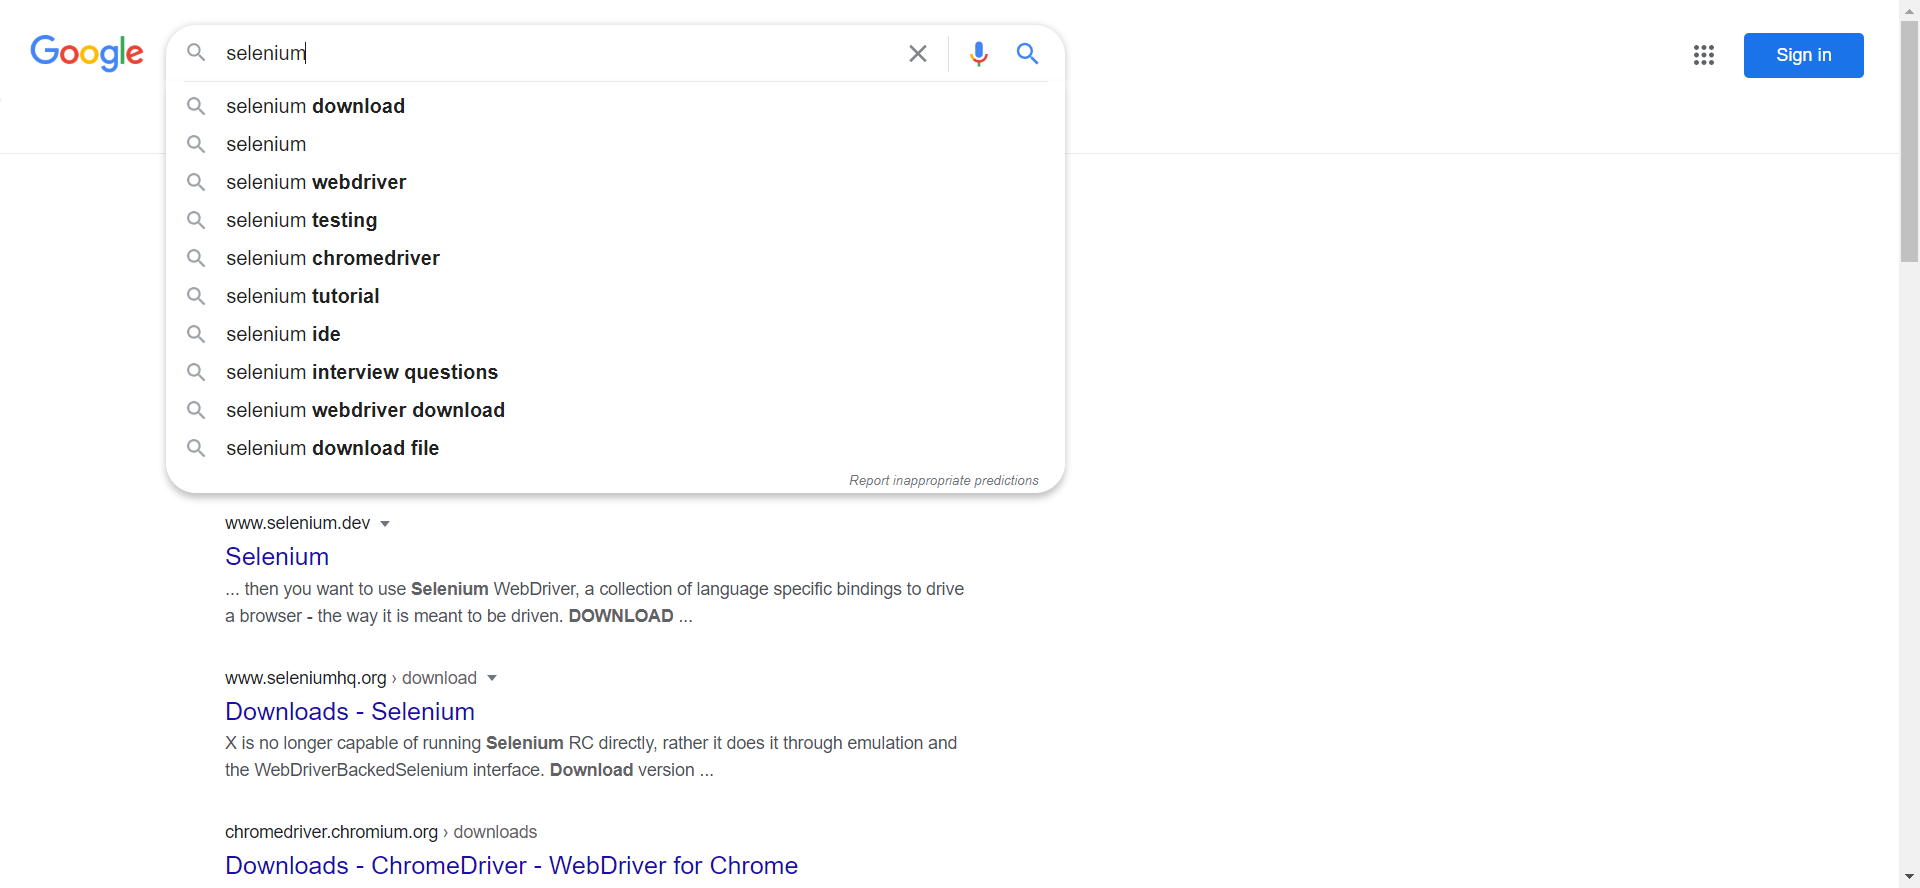 Google
selenium
Sign in
selenium download
selenium
selenium webdriver
selenium testing
selenium chromedriver
selenium tutorial
selenium ide
selenium interview questions
selenium webdriver download
selenium download file
Report inappropriate predictions
www.selenium.dev
Selenium
... then you want to use Selenium WebDriver, a collection of language specific bindings to drive
a browser - the way it is meant to be driven. DOWNLOAD ...
www.seleniumhq.org › download
Downloads - Selenium
X is no longer capable of running Selenium RC directly, rather it does it through emulation and
the WebDriverBackedSelenium interface. Download version ...
chromedriver.chromium.org › downloads
Downloads - ChromeDriver - WebDriver for Chrome